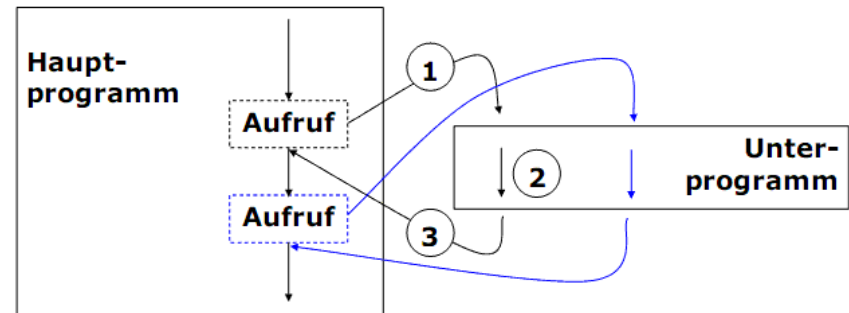 Haupt-
programm
1
Aufruf
2
Unter-
programm
Aufruf
3